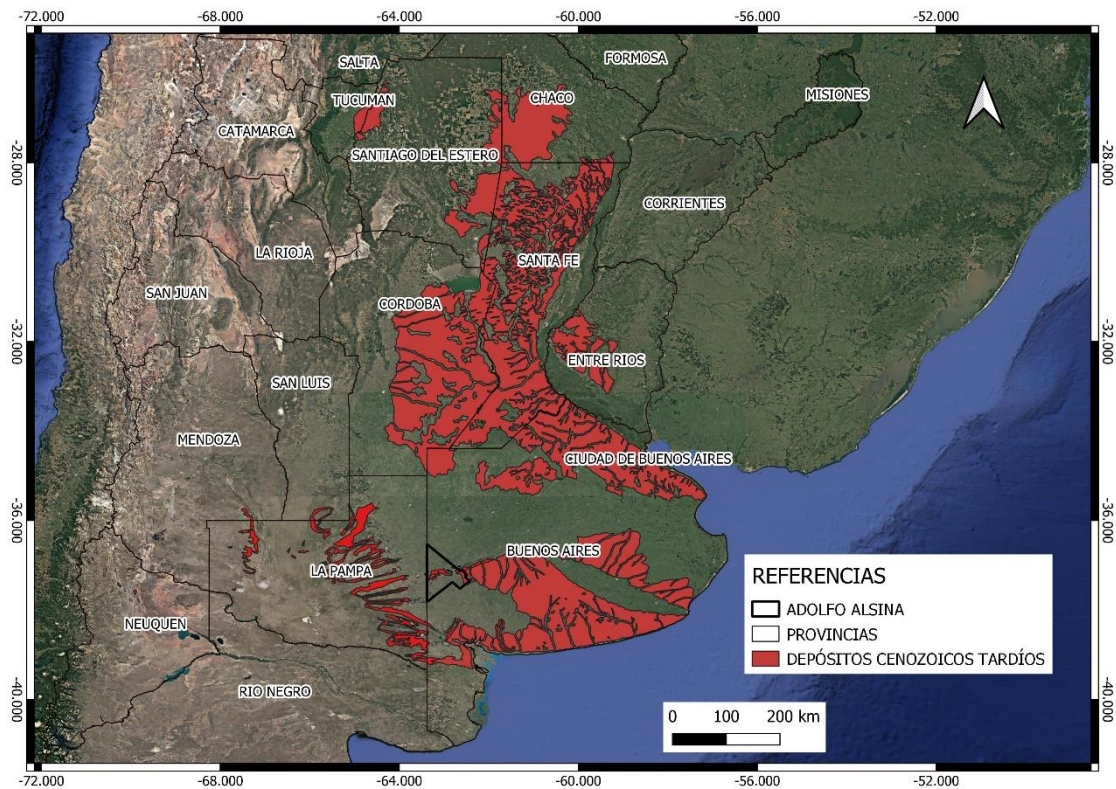 -72.000 -68.000 -64.000 -60.000 -56.000 -52.000
FORMOSA
SALTA
MISIONES
TUCUMAN
CHACO
CATAMARCA
SANTIAGO DEL ESTERO
-28.000 -28.000
CORRIENTES
LA RIOJA
SANTA FE
SAN JUAN
CORDOBA
-32.000 -32.000
ENTRE RIOS
SAN LUIS
MENDOZA
CIUDAD DE BUENOS AIRES
-36.000 -36.000
BUENOS AIRES
LA PAMPA
REFERENCIAS
ADOLFO ALSINA
NEUQUEN
PROVINCIAS
DEPÓSITOS CENOZOICOS TARDÍOS
RIO NEGRO
-40.000 -40.000
0 100 200 km
-72.000 -68.000 -64.000 -60.000 -56.000 -52.000